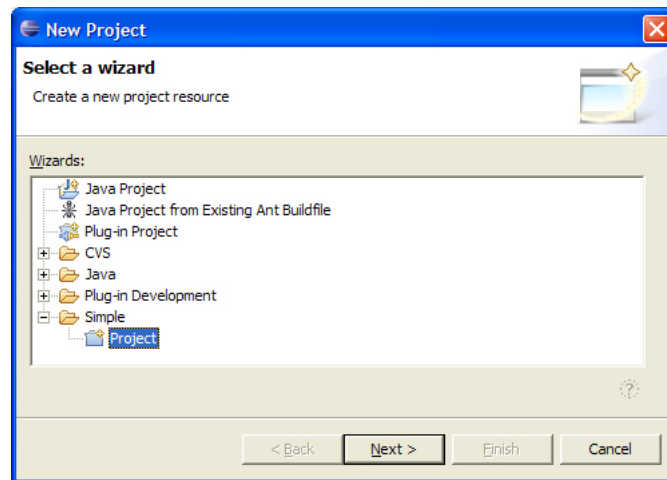 New Project
Select a wizard
Create a new project resource
Wizards:
Java Project
Java Project from Existing Ant Buildfile
Plug-in Project
CVS
Java
Plug-in Development
Simple
Project
< Back Next > Finish Cancel